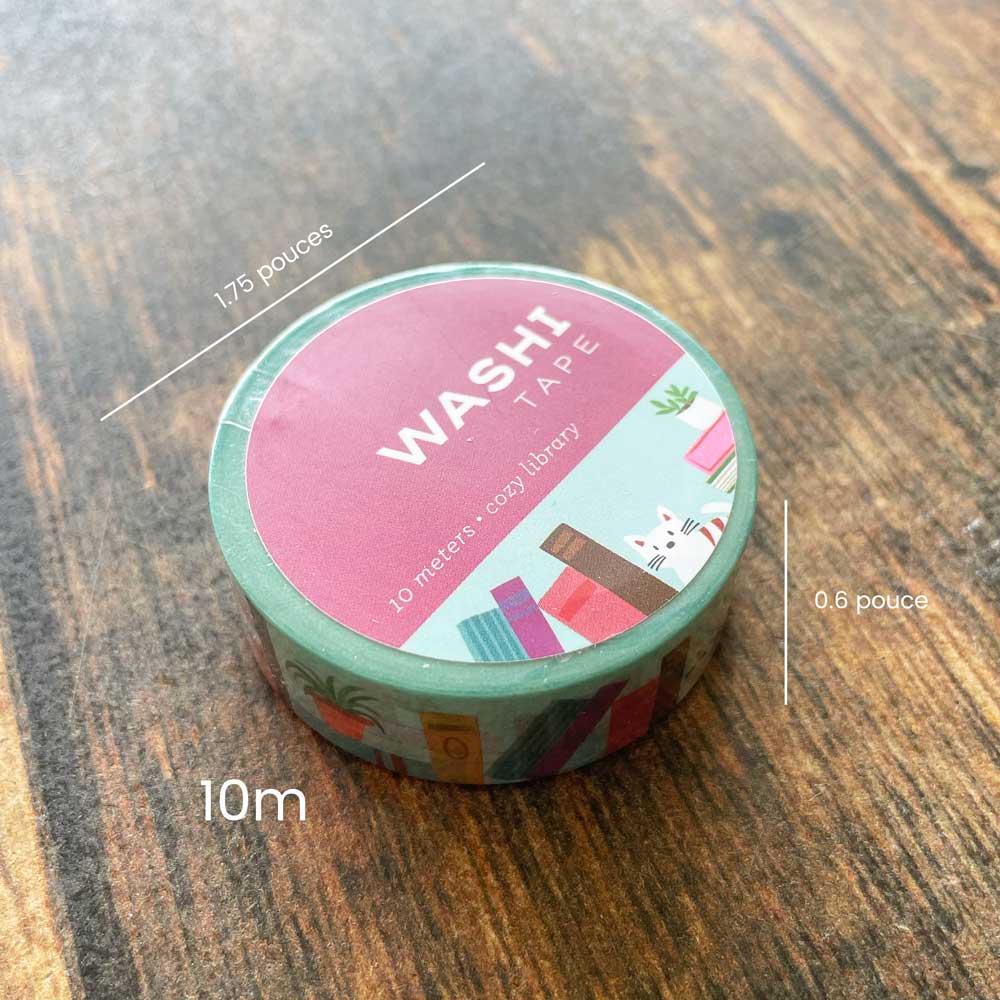 1.75 pouces
WASHI
TAPE
10 meters • cozy library
0.6 pouce
10m